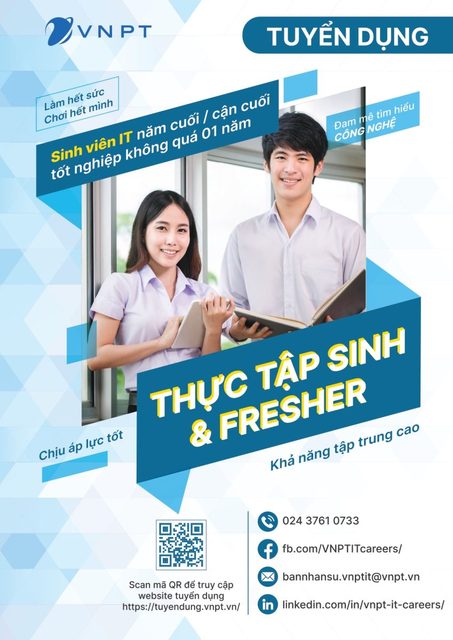 VNPT
TUYỂN DỤNG
Làm hết sức
Chơi hết mình
Sinh viên IT năm cuối / cận cuối
tốt nghiệp không quá 01 năm
Đam mê tìm hiểu
CÔNG NGHỆ
THỰC TẬP SINH
& FRESHER
Chịu áp lực tốt
Khả năng tập trung cao
Scan mã QR để truy cập
website tuyển dụng
https://tuyendung.vnpt.vn/
024 3761 0733
fb.com/VNPTITcareers/
bannhansu.vnptit@vnpt.vn
linkedin.com/in/vnpt-it-careers/